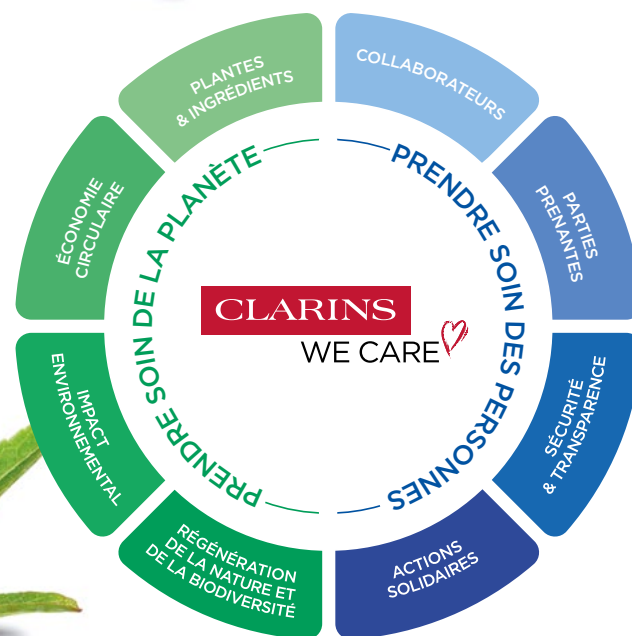 PLANTES
& INGRÉDIENTS
COLLABORATEURS
PARTIES
PRENANTES
SÉCURITÉ
& TRANSPARENCE
ACTIONS
SOLIDAIRES
RÉGÉNÉRATION
DE LA NATURE ET
DE LA BIODIVERSITÉ
IMPACT
ENVIRONNEMENTAL
ÉCONOMIE
CIRCULAIRE
PRENDRE SOIN DE LA PLANÈTE
PRENDRE SOIN DES PERSONNES
CLARINS
WE CARE